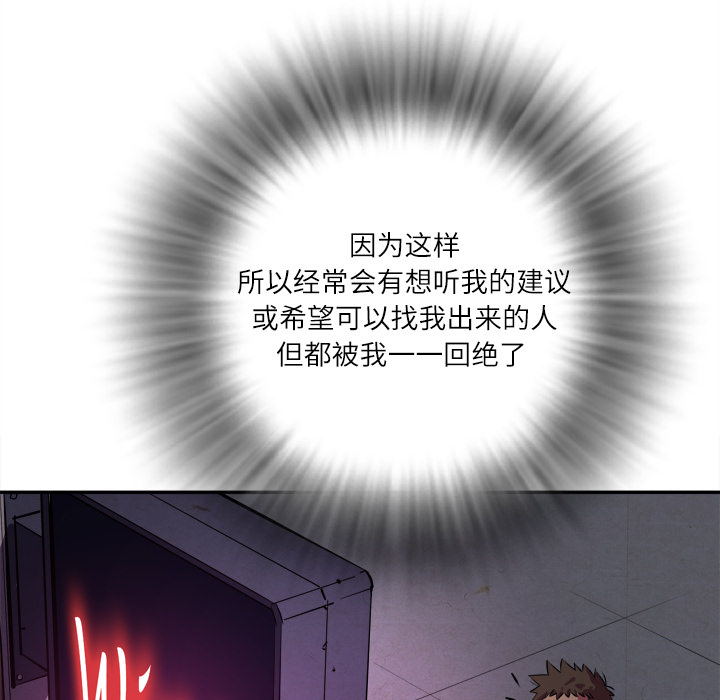 因为这样
所以经常会有想听我的建议
或希望可以找我出来的人
但都被我一一回绝了